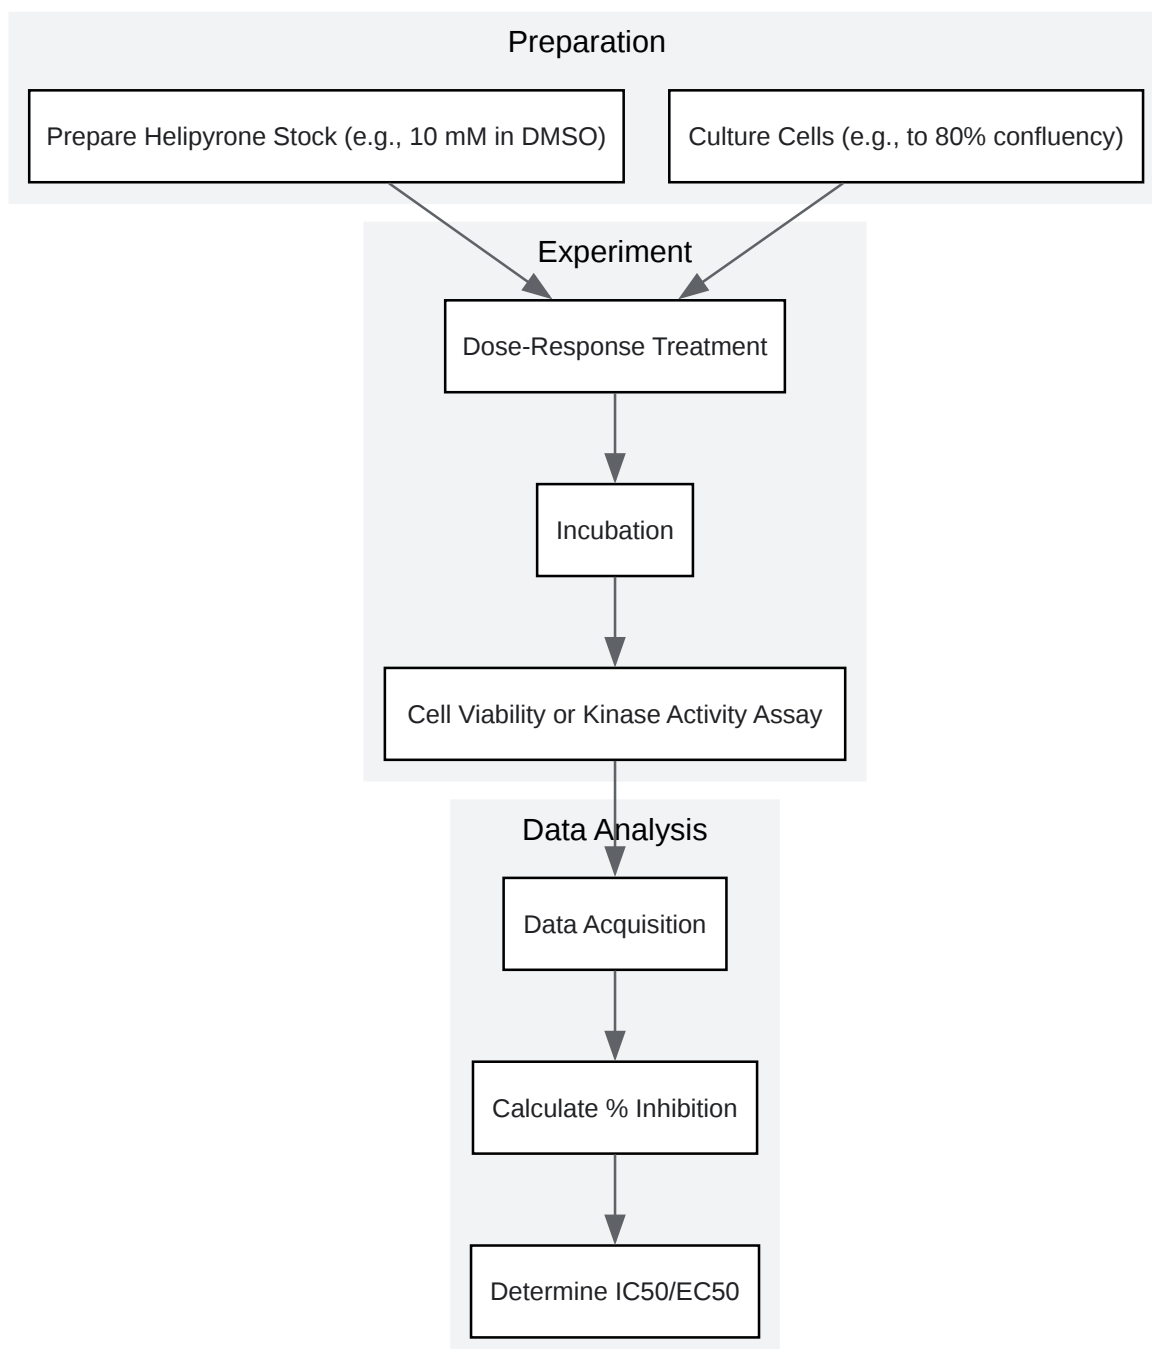 Preparation
Prepare Helipyrone Stock (e.g., 10 mM in DMSO)
Culture Cells (e.g., to 80% confluency)
Experiment
Dose-Response Treatment
Incubation
Cell Viability or Kinase Activity Assay
Data Analysis
Data Acquisition
Calculate % Inhibition
Determine IC50/EC50